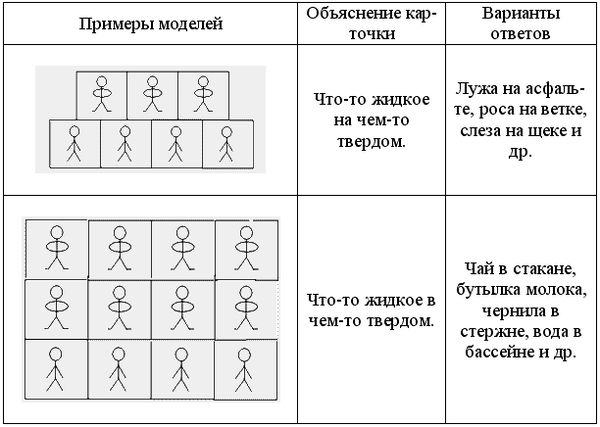 Примеры моделей
Объяснение кар-
точки
Варианты
ответов
Что-то жидкое
на чем-то
твердом.
Лужа на асфаль-
те, роса на ветке,
слеза на щеке и
др.
Что-то жидкое в
чем-то твердом.
Чай в стакане,
бутылка молока,
чернила в
стержне, вода в
бассейне и др.